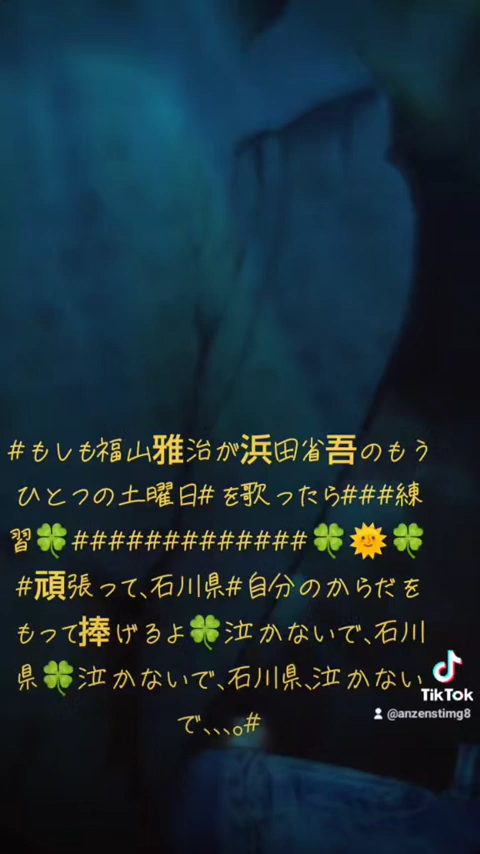 #もしも福山雅治が浜田省吾のもう
ひとつの土曜日#を歌ったら###練
習🍀#############🍀🌞🍀
#頑張って、石川県#自分のからだを
もって捧げるよ🍀泣かないで、石川
県🍀泣かないで、石川県、泣かない
で、、、。#
TikTok
@anzenstimg8